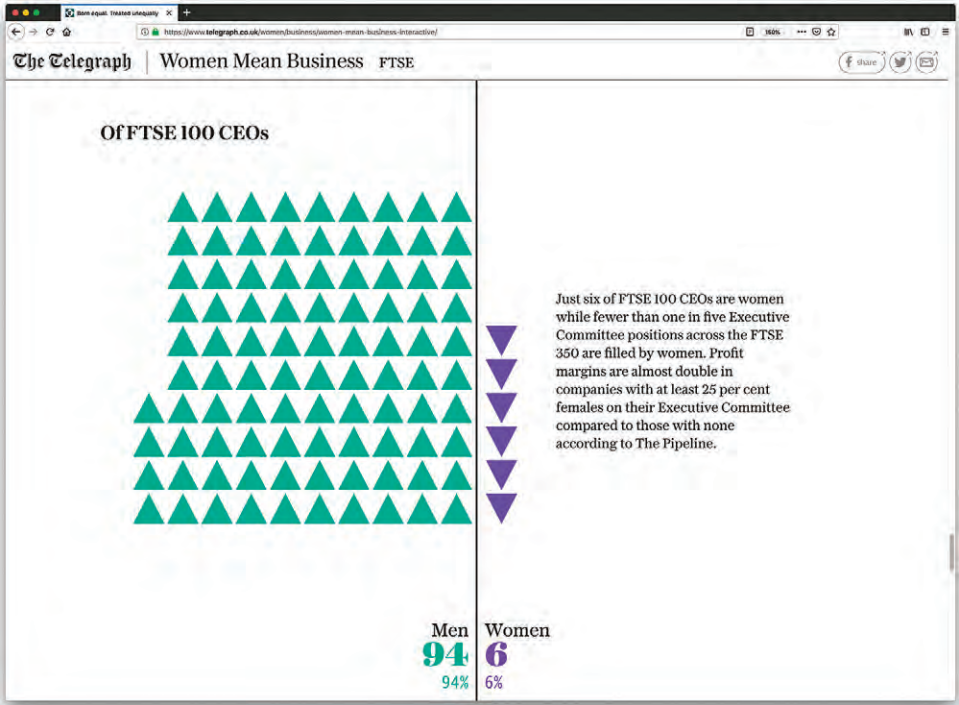 Born equal. Treated unequally
https://www.telegraph.co.uk/women/business/women-mean-business-interactive/
160%
The Telegraph
Women Mean Business FTSE
share
Of FTSE 100 CEOs
Just six of FTSE 100 CEOs are women
while fewer than one in five Executive
Committee positions across the FTSE
350 are filled by women. Profit
margins are almost double in
companies with at least 25 per cent
females on their Executive Committee
compared to those with none
according to The Pipeline.
Men
94
94%
Women
6
6%